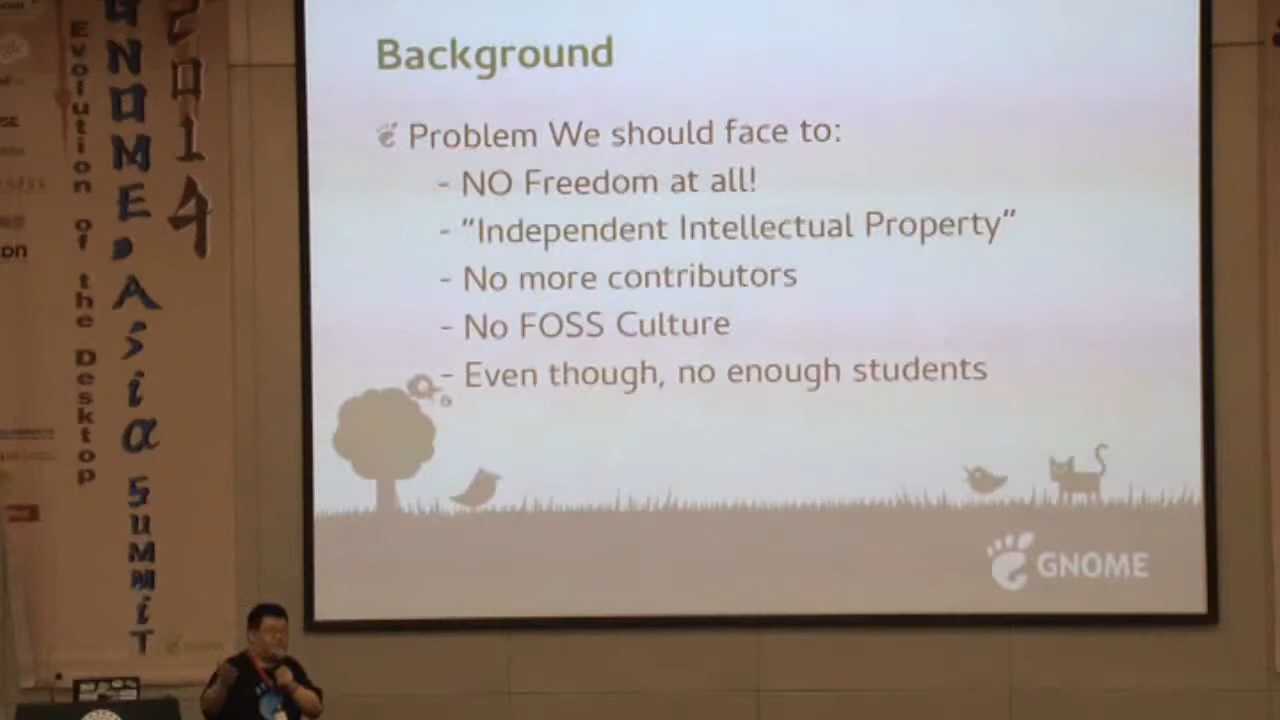 GNOME.Asia SUMMIT
2014
Evolution of the Desktop
Background
Problem We should face to:
- NO Freedom at all!
- "Independent Intellectual Property"
- No more contributors
- No FOSS Culture
- Even though, no enough students
GNOME